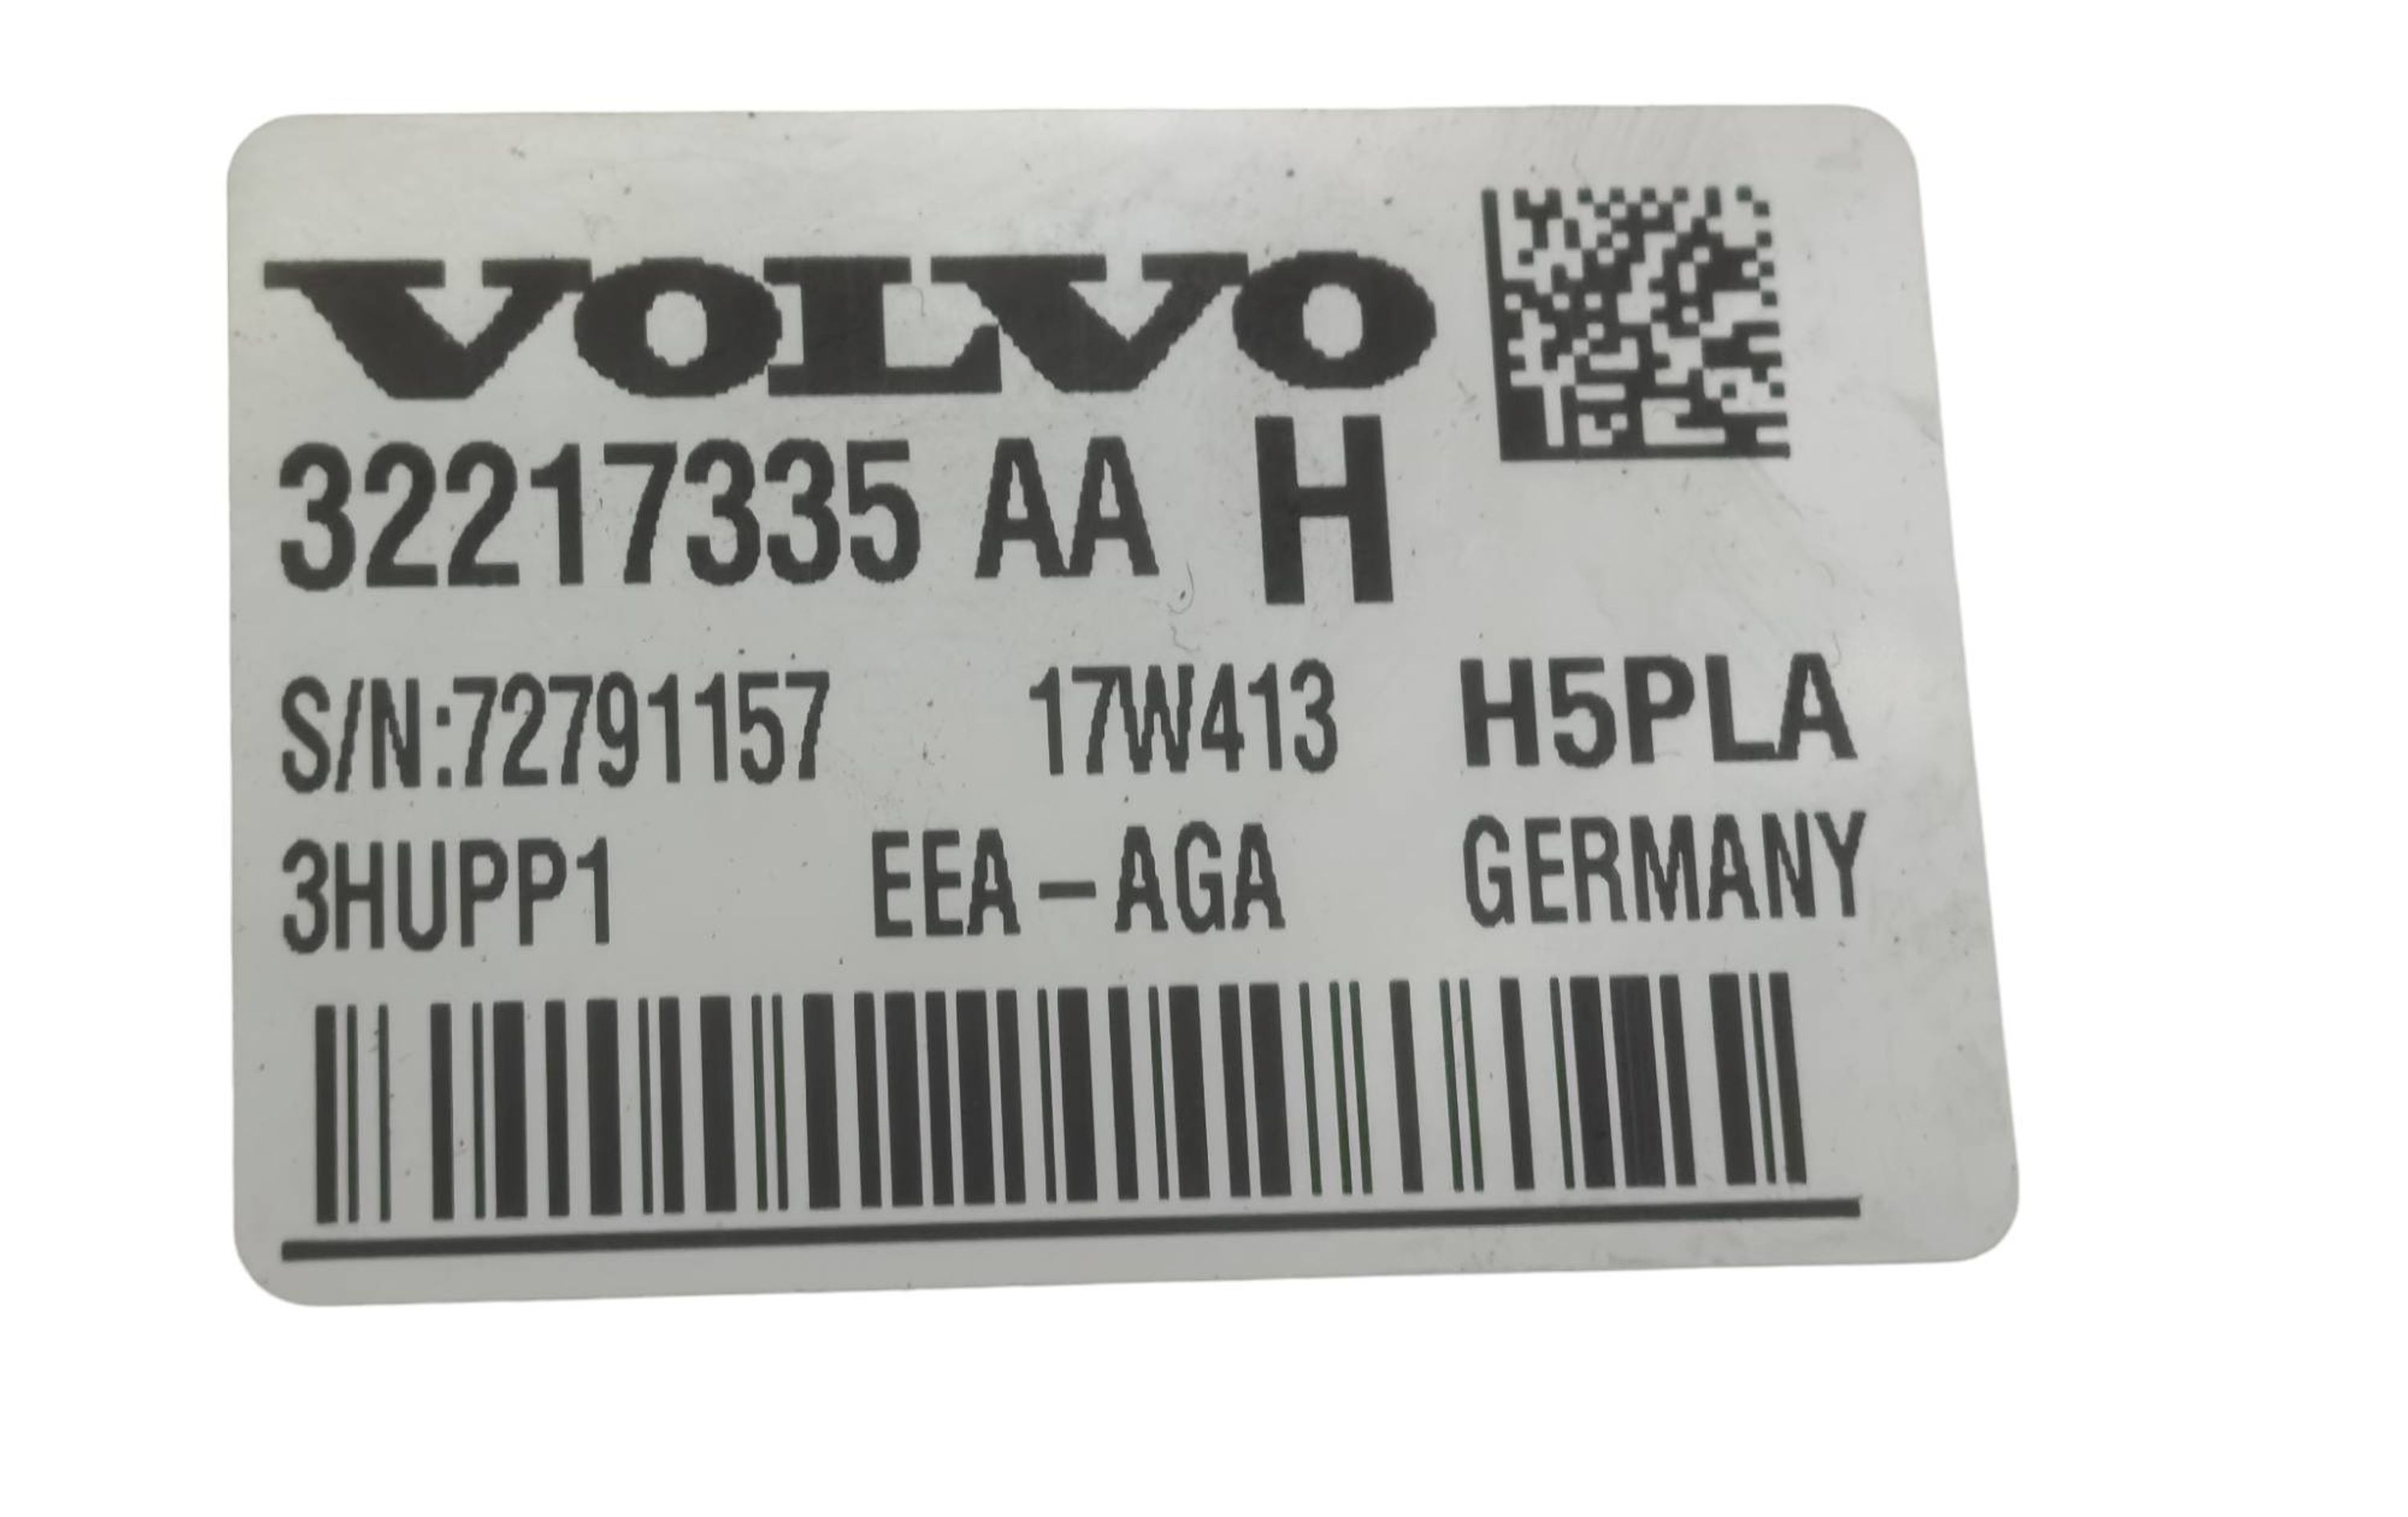 VOLVO
32217335 AA H
S/N:72791157 17W413 H5PLA
3HUPP1 EEA-AGA GERMANY